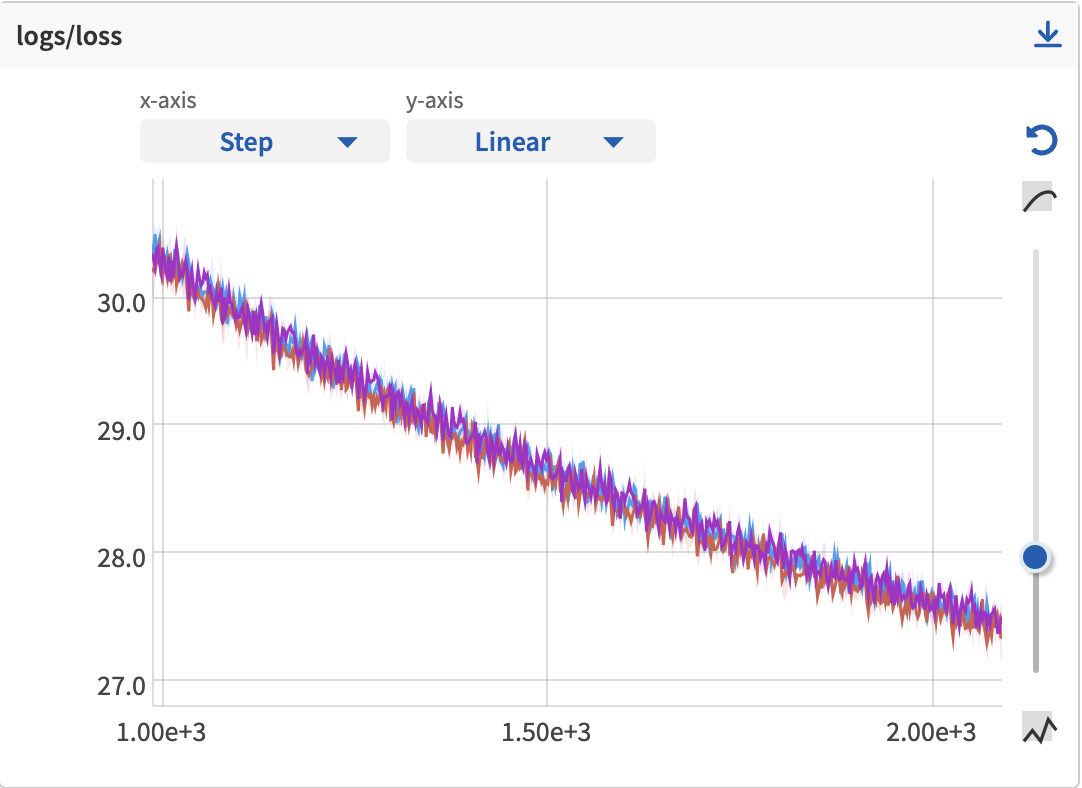 logs/loss
x-axis y-axis
Step Linear
30.0
29.0
28.0
27.0
1.00e+3 1.50e+3 2.00e+3